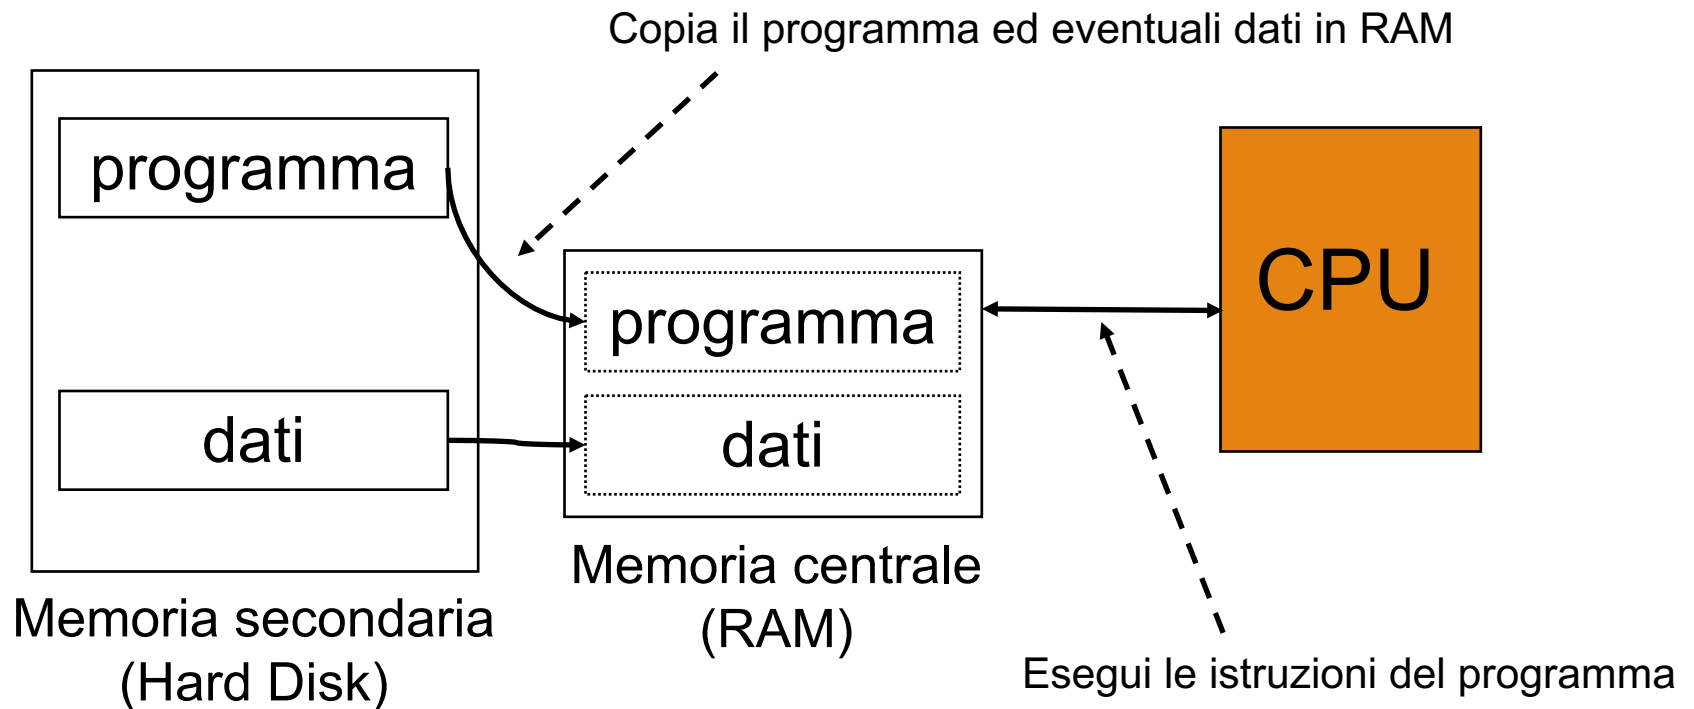 Copia il programma ed eventuali dati in RAM
programma
CPU
programma
dati
dati
Memoria centrale
(RAM)
Memoria secondaria
(Hard Disk)
Esegui le istruzioni del programma